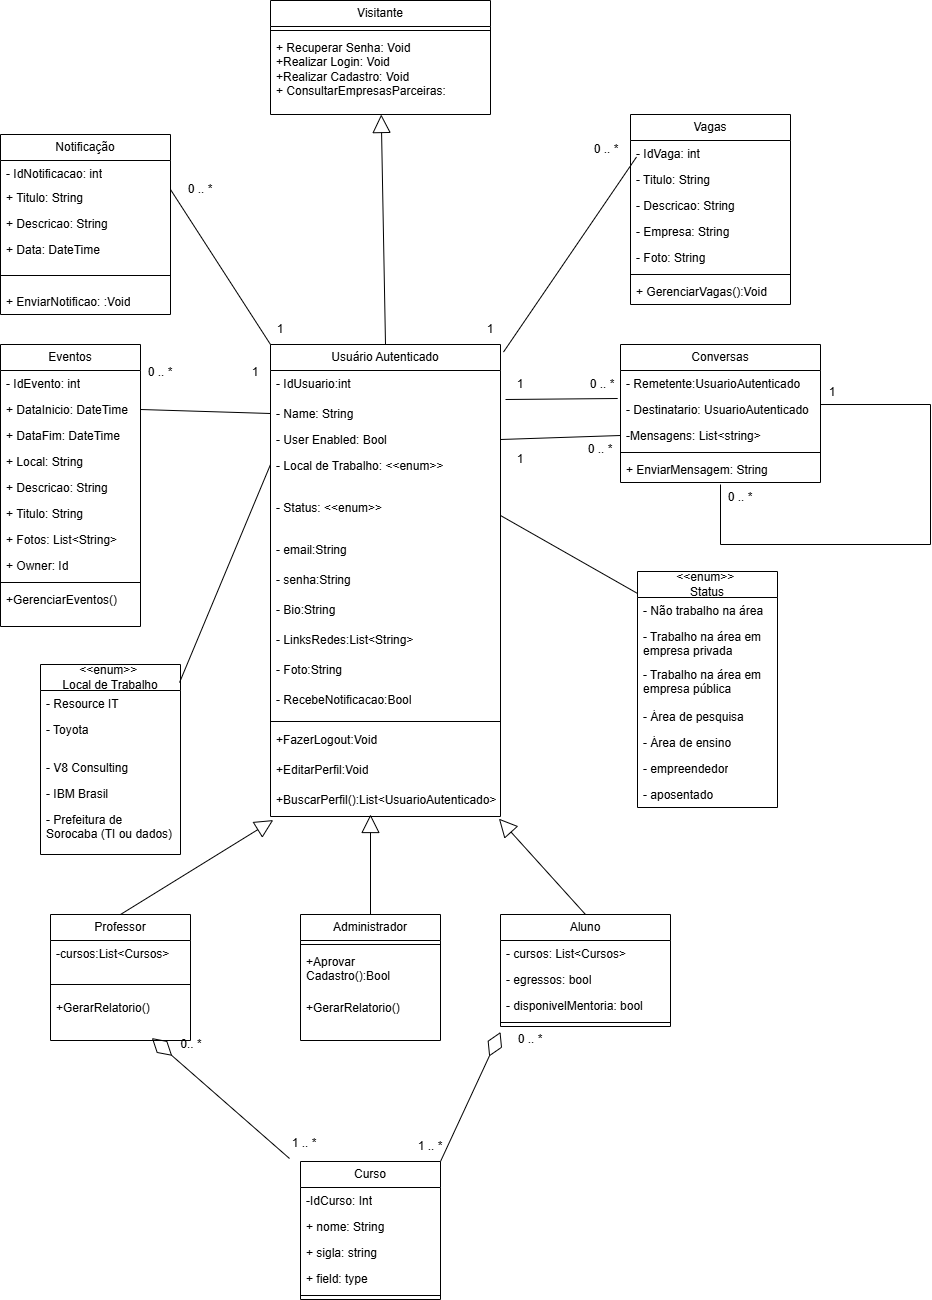 Visitante
+ Recuperar Senha: Void
+Realizar Login: Void
+Realizar Cadastro: Void
+ ConsultarEmpresasParceiras:
Notificação
- IdNotificacao: int
+ Titulo: String
+ Descricao: String
+ Data: DateTime
+ EnviarNotificao: :Void
0 .. *
1
Vagas
- IdVaga: int
- Titulo: String
- Descricao: String
- Empresa: String
- Foto: String
+ GerenciarVagas():Void
0 .. *
1
Eventos
- IdEvento: int
+ DataInicio: DateTime
+ DataFim: DateTime
+ Local: String
+ Descricao: String
+ Titulo: String
+ Fotos: List<String>
+ Owner: Id
+GerenciarEventos()
0 .. *
1
Usuário Autenticado
- IdUsuario:int
- Name: String
- User Enabled: Bool
- Local de Trabalho: <<enum>>
- Status: <<enum>>
- email:String
- senha:String
- Bio:String
- LinksRedes:List<String>
- Foto:String
- RecebeNotificacao:Bool
+FazerLogout:Void
+EditarPerfil:Void
+BuscarPerfil():List<UsuarioAutenticado>
1
0 .. *
1
0 .. *
Conversas
- Remetente:UsuarioAutenticado
- Destinatario: UsuarioAutenticado
-Mensagens: List<string>
+ EnviarMensagem: String
1
0 .. *
<<enum>>
Status
- Não trabalho na área
- Trabalho na área em
empresa privada
- Trabalho na área em
empresa pública
- Área de pesquisa
- Área de ensino
- empreendedor
- aposentado
<<enum>>
Local de Trabalho
- Resource IT
- Toyota
- V8 Consulting
- IBM Brasil
- Prefeitura de
Sorocaba (TI ou dados)
Professor
-cursos:List<Cursos>
+GerarRelatorio()
Administrador
+Aprovar
Cadastro():Bool
+GerarRelatorio()
Aluno
- cursos: List<Cursos>
- egressos: bool
- disponivelMentoria: bool
0.. *
0 .. *
1 .. *
1 .. *
Curso
-IdCurso: Int
+ nome: String
+ sigla: string
+ field: type